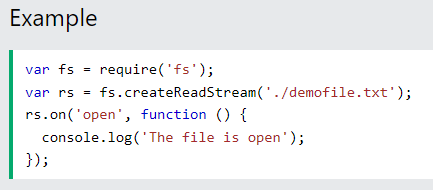 Example
var fs = require('fs');
var rs = fs.createReadStream('./demofile.txt');
rs.on('open', function () {
  console.log('The file is open');
});